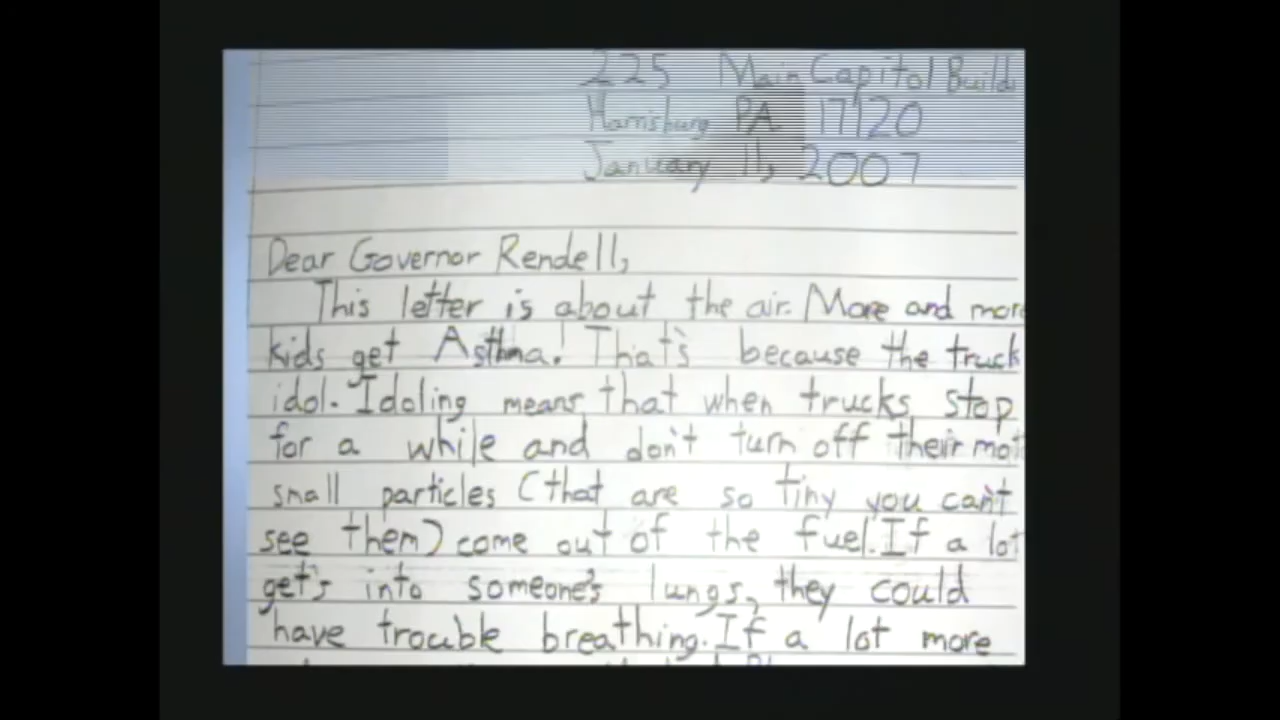 225 Main Capitol Build
Harrisburg PA 17120
January 11, 2007
Dear Governor Rendell,
This letter is about the air. More and more
kids get Asthma! That's because the truck
idol. Idoling means that when trucks stop
for a while and don't turn off their mot
small particles (that are so tiny you can't
see them) come out of the fuel. If a lot
get's into someone's lungs, they could
have trouble breathing. If a lot more